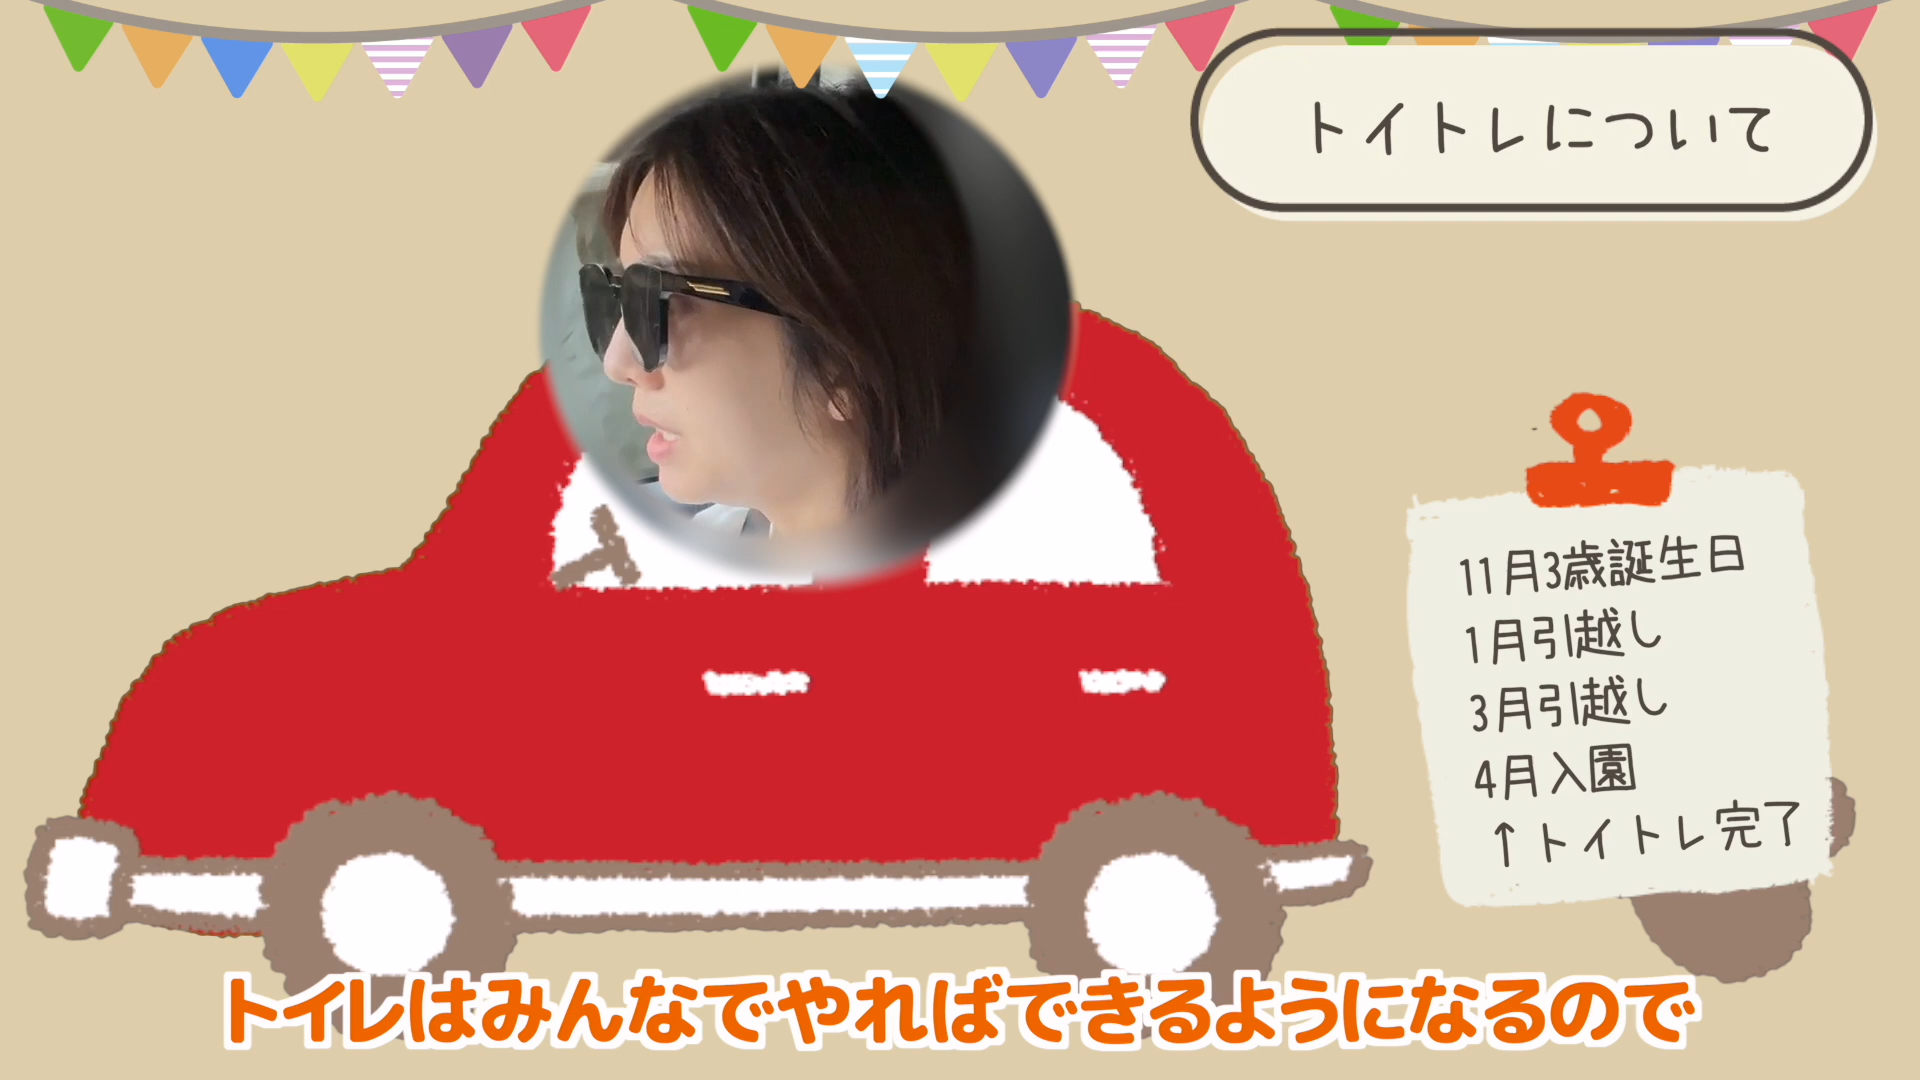 トイトレについて
11月3歳誕生日
1月引越し
3月引越し
4月入園
↑トイトレ完了
トイレはみんなでやればできるようになるので